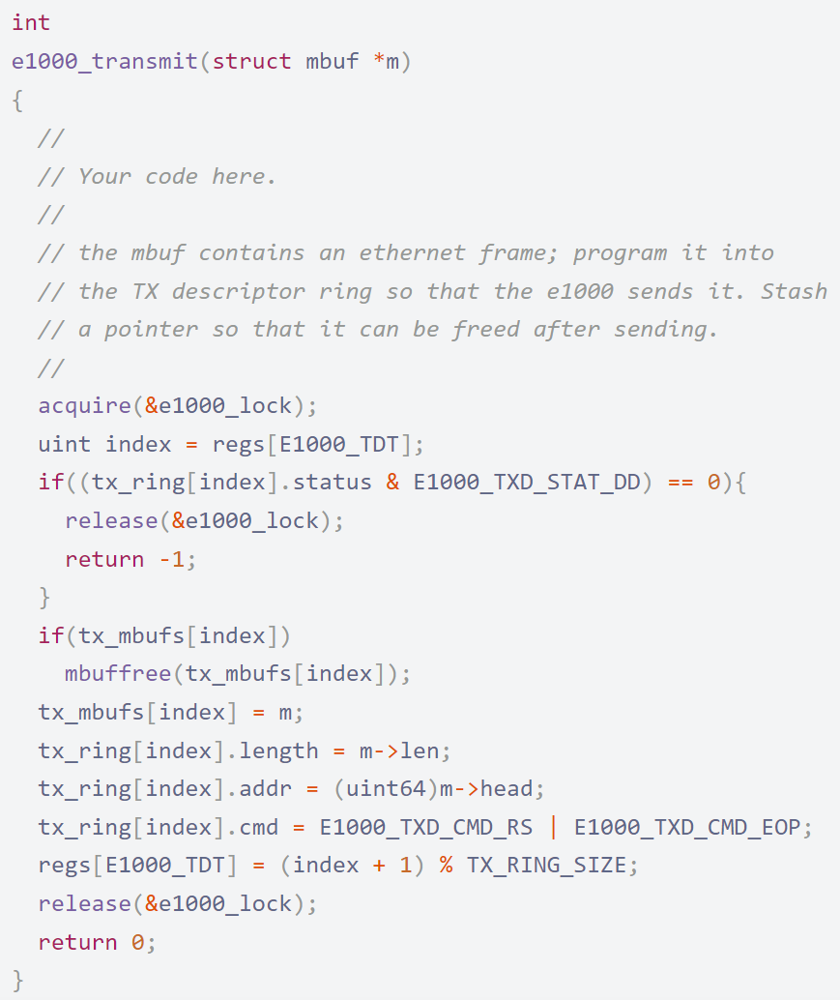 int
e1000_transmit(struct mbuf *m)
{
  //
  // Your code here.
  //
  // the mbuf contains an ethernet frame; program it into
  // the TX descriptor ring so that the e1000 sends it. Stash
  // a pointer so that it can be freed after sending.
  //
  acquire(&e1000_lock);
  uint index = regs[E1000_TDT];
  if((tx_ring[index].status & E1000_TXD_STAT_DD) == 0){
    release(&e1000_lock);
    return -1;
  }
  if(tx_mbufs[index])
    mbuffree(tx_mbufs[index]);
  tx_mbufs[index] = m;
  tx_ring[index].length = m->len;
  tx_ring[index].addr = (uint64)m->head;
  tx_ring[index].cmd = E1000_TXD_CMD_RS | E1000_TXD_CMD_EOP;
  regs[E1000_TDT] = (index + 1) % TX_RING_SIZE;
  release(&e1000_lock);
  return 0;
}